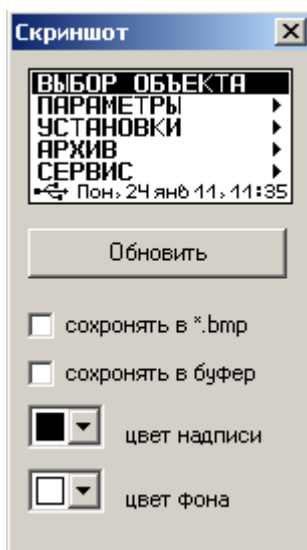 Скриншот
ВЫБОР ОБЪЕКТА
ПАРАМЕТРЫ
УСТАНОВКИ
АРХИВ
СЕРВИС
Пон, 24 янв 11, 11:35
Обновить
сохронять в *.bmp
сохронять в буфер
цвет надписи
цвет фона